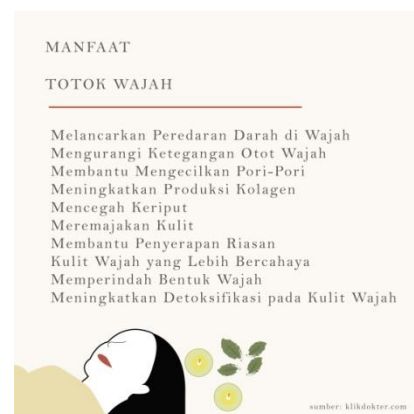 MANFAAT
TOTOK WAJAH
Melancarkan Peredaran Darah di Wajah
Mengurangi Ketegangan Otot Wajah
Membantu Mengecilkan Pori-Pori
Meningkatkan Produksi Kolagen
Mencegah Keriput
Meremajakan Kulit
Membantu Penyerapan Riasan
Kulit Wajah yang Lebih Bercahaya
Memperindah Bentuk Wajah
Meningkatkan Detoksifikasi pada Kulit Wajah
sumber: klikdokter.com